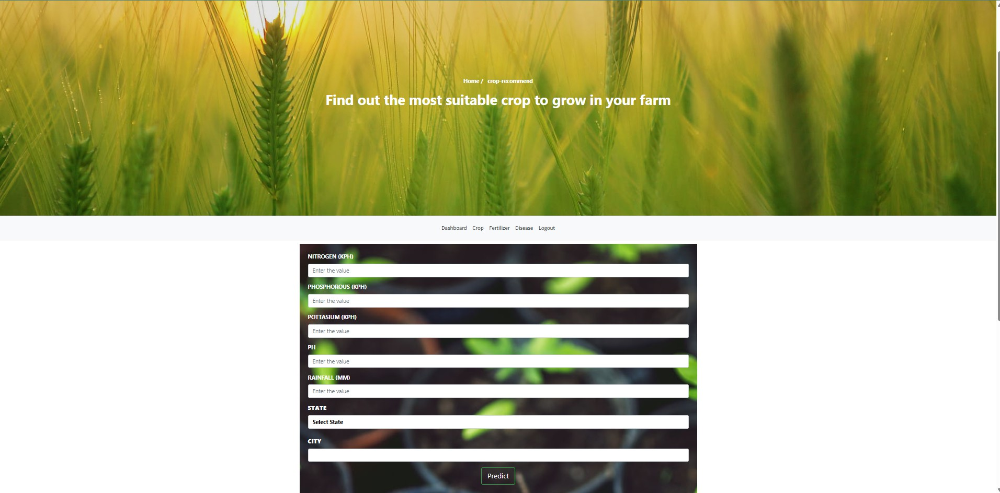 Home / crop-recommend
Find out the most suitable crop to grow in your farm
Dashboard Crop Fertilizer Disease Logout
NITROGEN (KPH)
Enter the value
PHOSPHOROUS (KPH)
Enter the value
POTTASIUM (KPH)
Enter the value
PH
Enter the value
RAINFALL (MM)
Enter the value
STATE
Select State
CITY
Predict